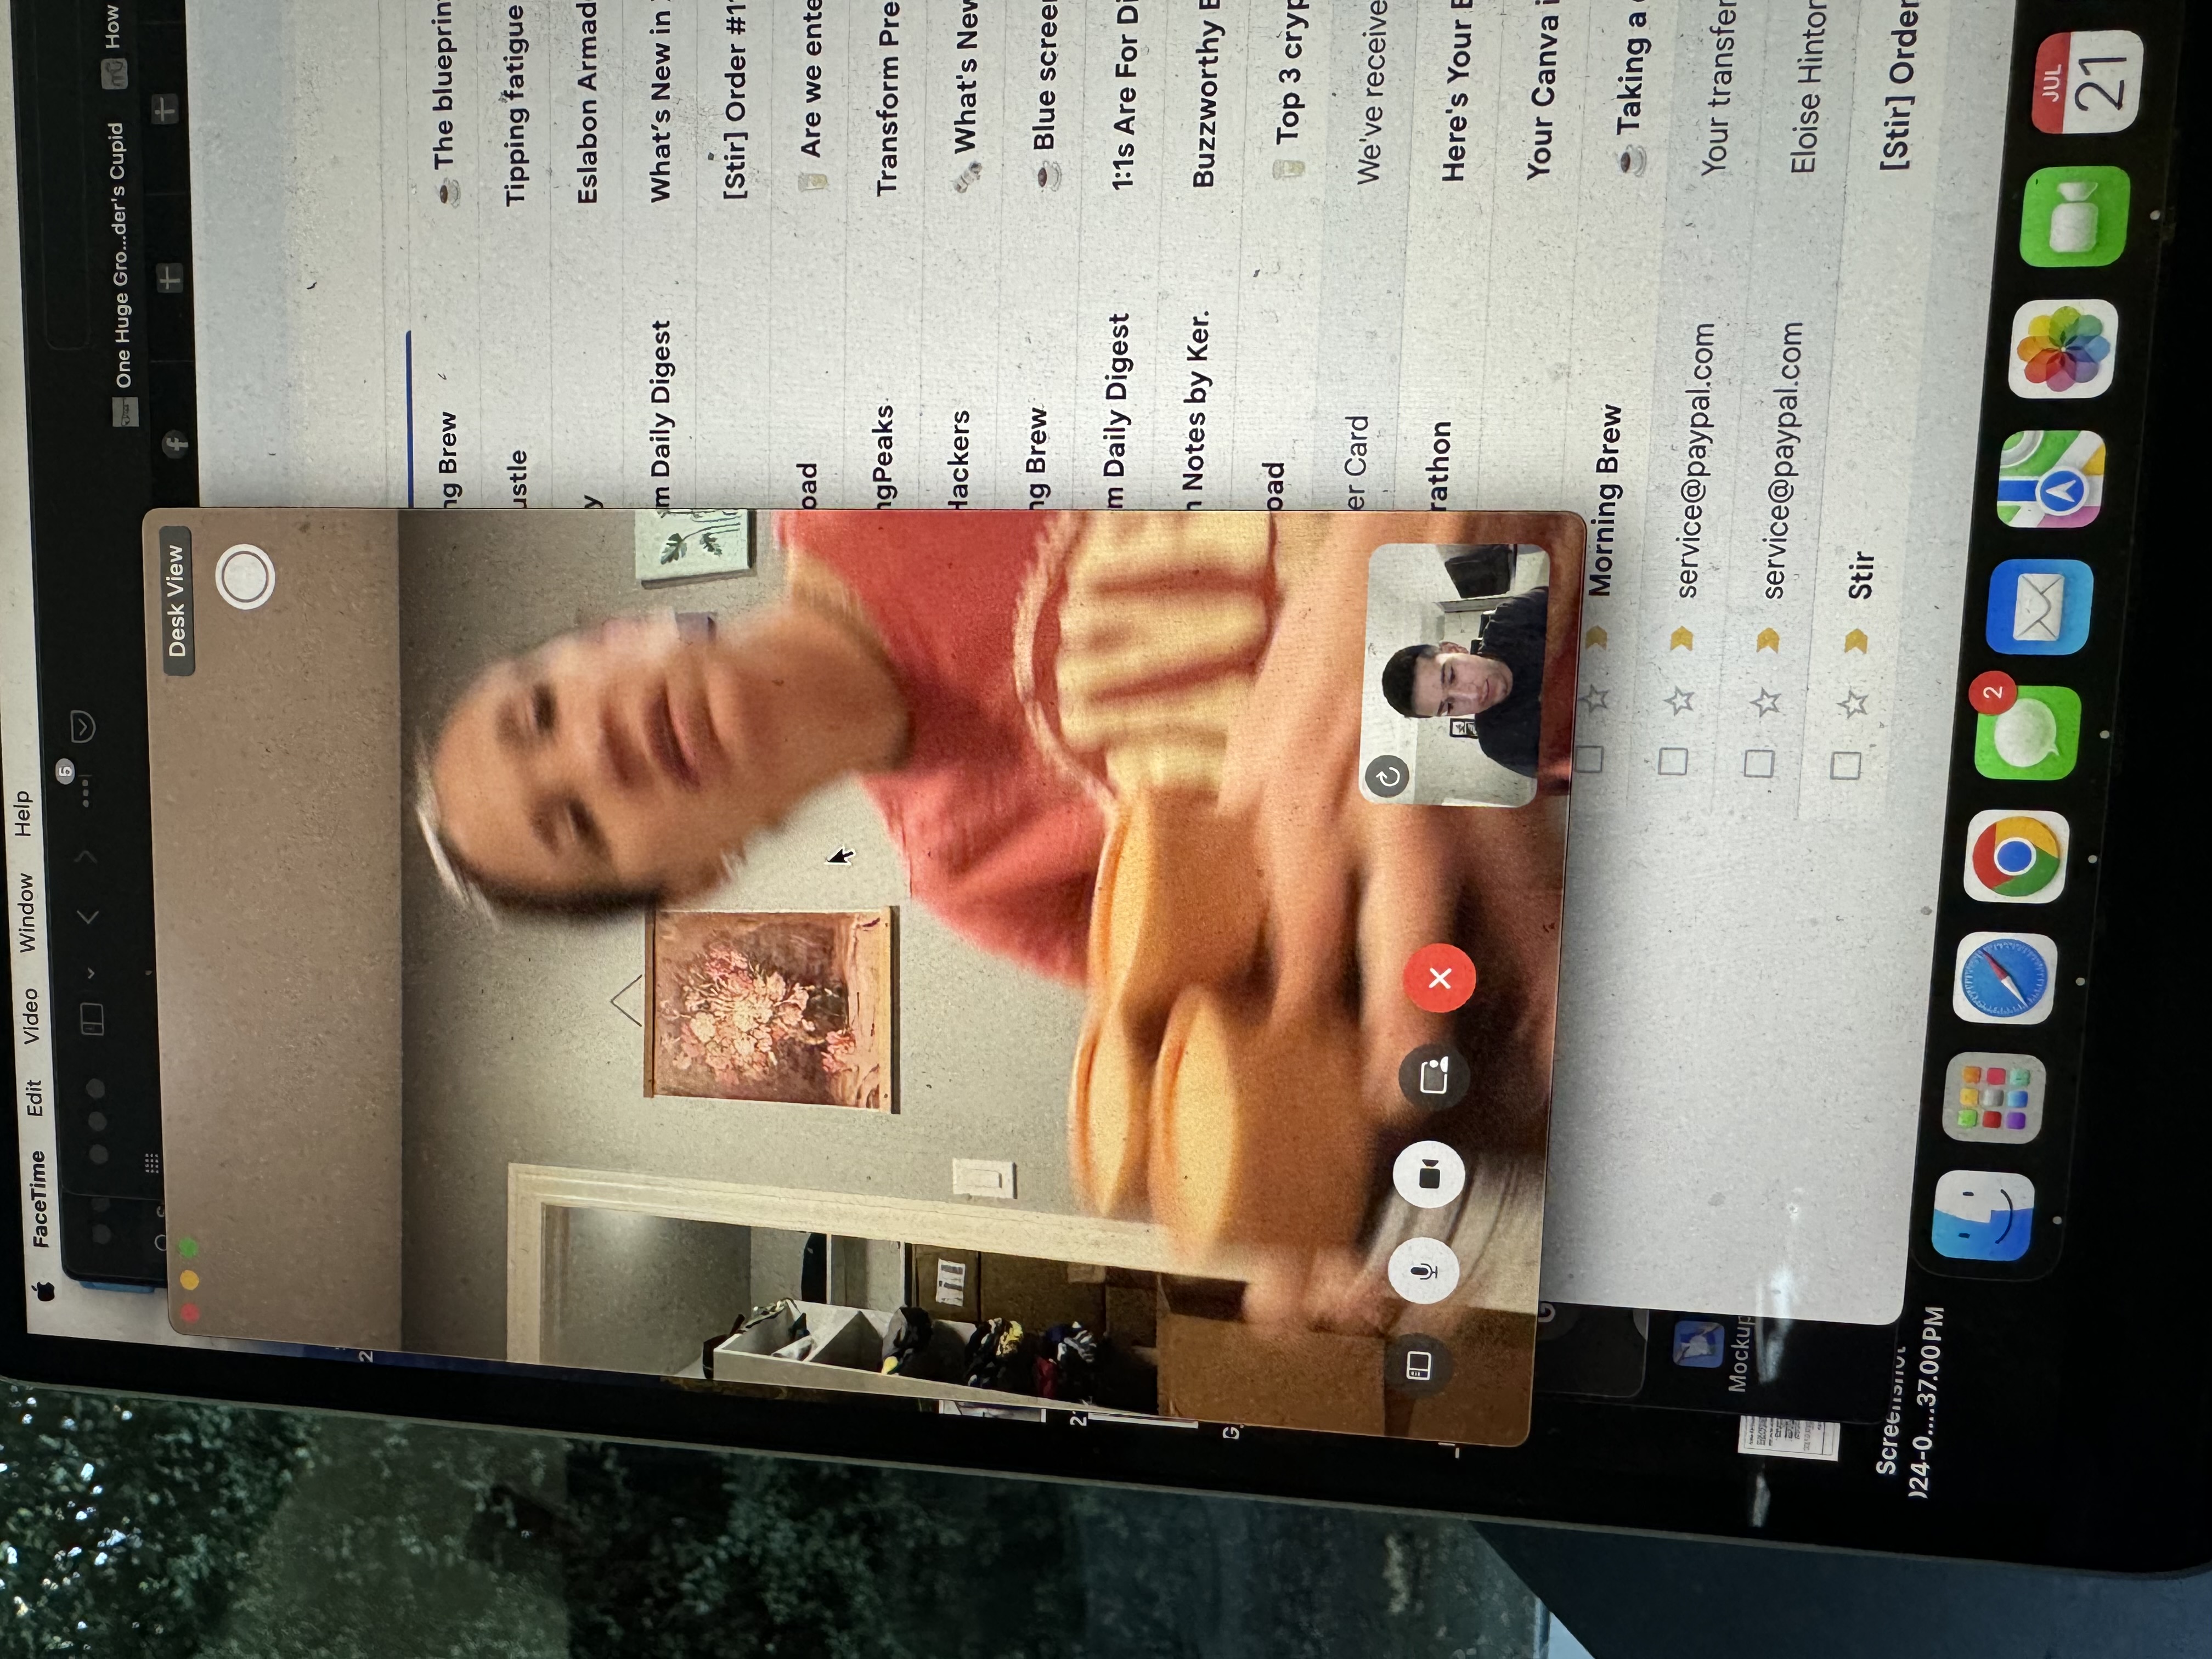 FaceTime Edit Video Window Help
5
One Huge Gro...der's Cupid How
Desk View
ng Brew ☕ The blueprin
ustle Tipping fatigue
y Eslabon Armad
m Daily Digest What's New in
[Stir] Order #1
oad Are we ente
ngPeaks Transform Pre
Hackers What's New
ng Brew ☕ Blue screen
m Daily Digest 1:1s Are For Di
n Notes by Ker. Buzzworthy
oad Top 3 cryp
er Card We've receive
rathon Here's Your
Your Canva i
Morning Brew ☕ Taking a
service@paypal.com Your transfer
service@paypal.com Eloise Hinton
Stir [Stir] Order
Mockup
Screenshot
024-0....37.00 PM
2
JUL
21